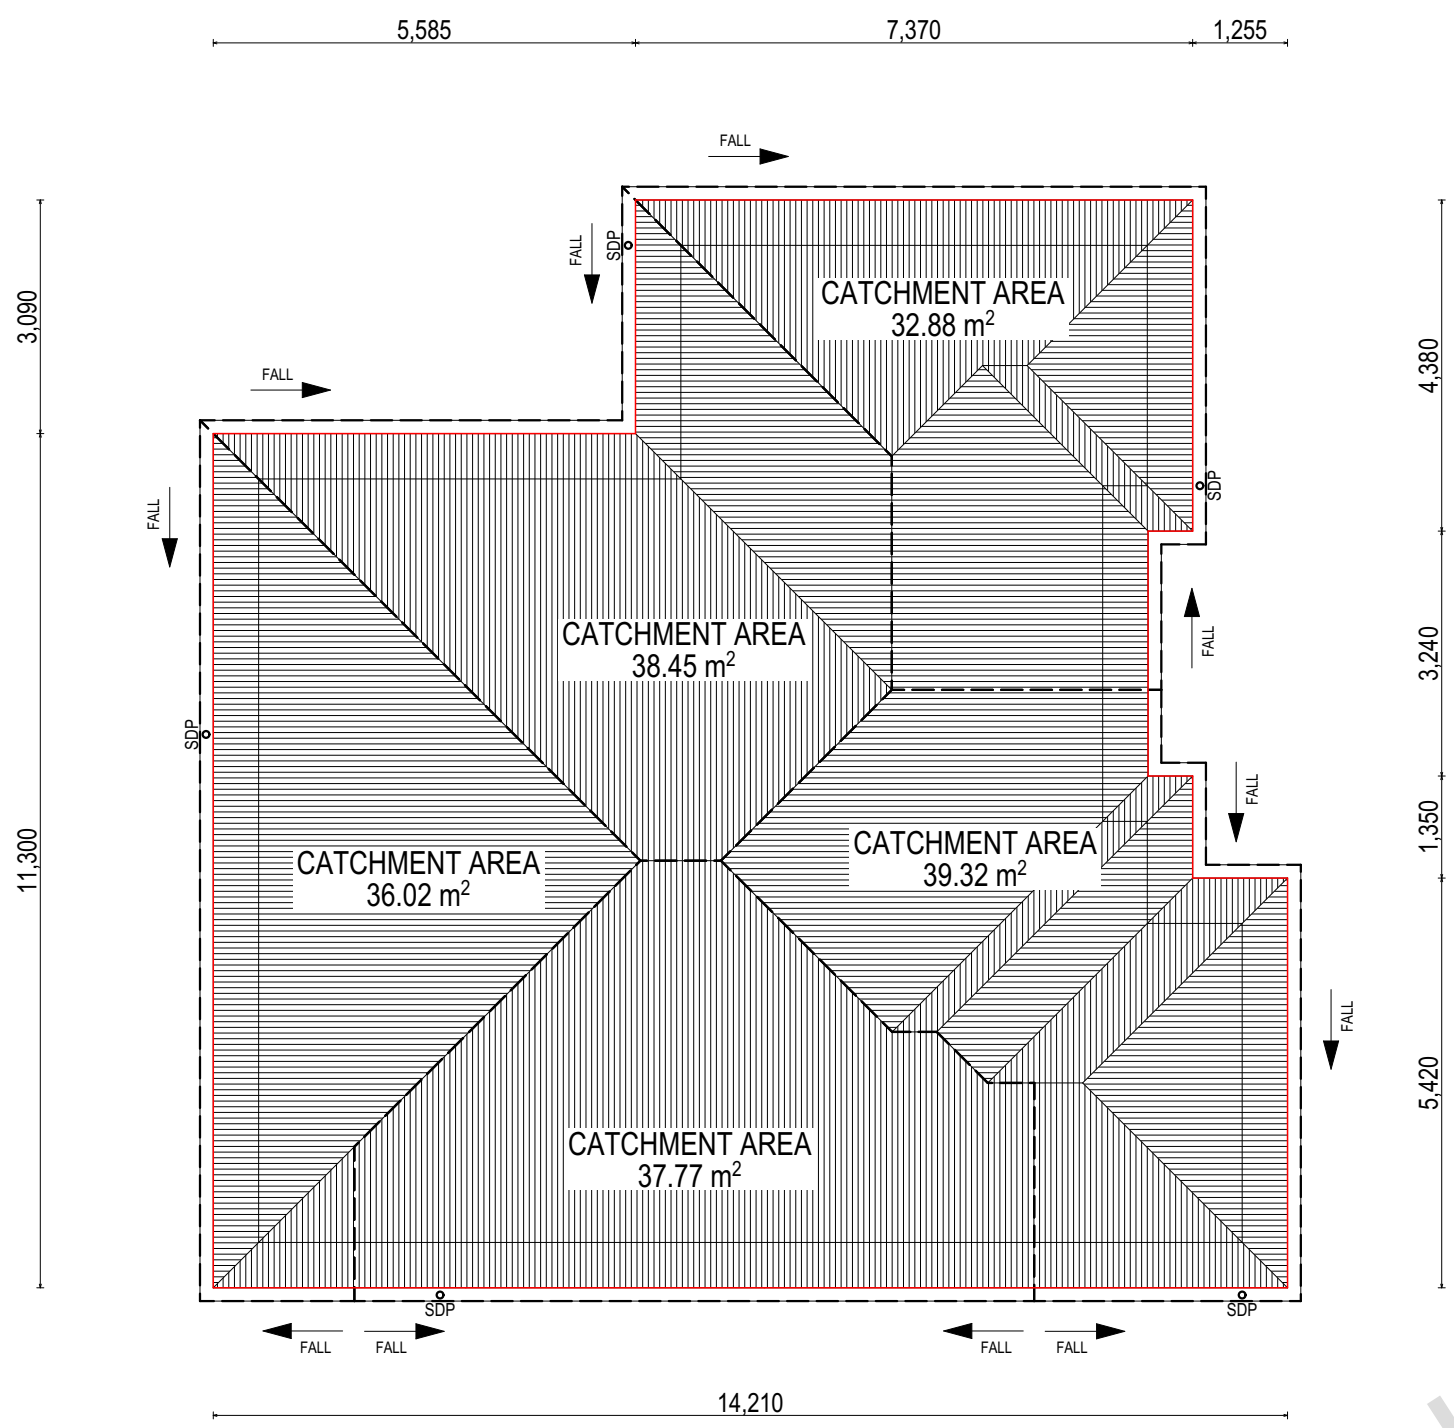 5,585
7,370
1,255
FALL
FALL
SDP
3,090
CATCHMENT AREA
32.88 m²
4,380
FALL
FALL
SDP
CATCHMENT AREA
38.45 m²
FALL
3,240
SDP
FALL
11,300
CATCHMENT AREA
36.02 m²
CATCHMENT AREA
39.32 m²
1,350
FALL
5,420
CATCHMENT AREA
37.77 m²
SDP
SDP
FALL
FALL
FALL
FALL
14,210